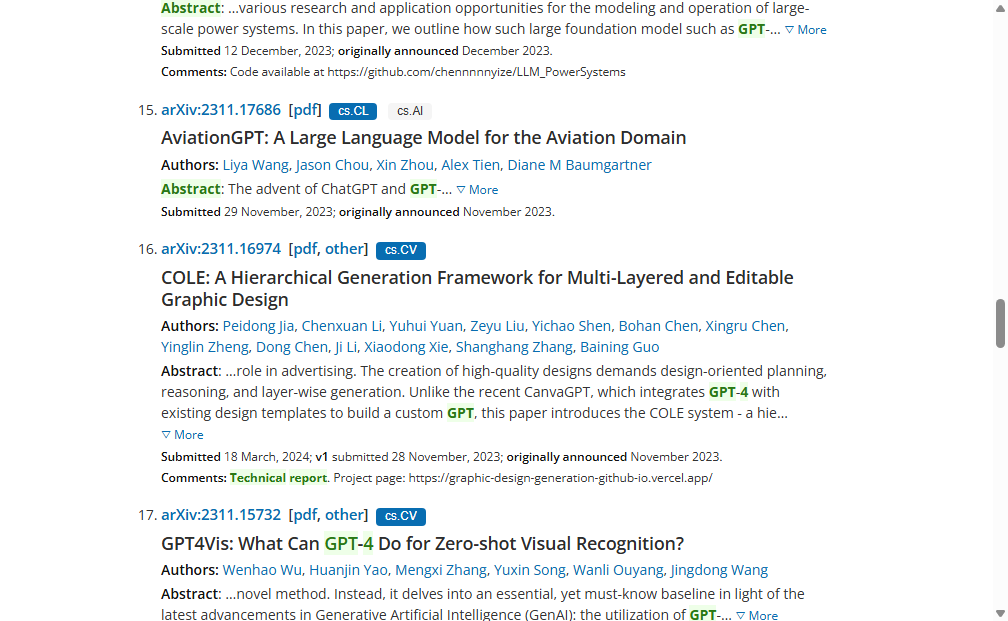 Abstract: …various research and application opportunities for the modeling and operation of large-
scale power systems. In this paper, we outline how such large foundation model such as GPT-… ▽ More
Submitted 12 December, 2023; originally announced December 2023.
Comments: Code available at https://github.com/chennnnnyize/LLM_PowerSystems
15. arXiv:2311.17686 [pdf] cs.CL cs.AI
AviationGPT: A Large Language Model for the Aviation Domain
Authors: Liya Wang, Jason Chou, Xin Zhou, Alex Tien, Diane M Baumgartner
Abstract: The advent of ChatGPT and GPT-… ▽ More
Submitted 29 November, 2023; originally announced November 2023.
16. arXiv:2311.16974 [pdf, other] cs.CV
COLE: A Hierarchical Generation Framework for Multi-Layered and Editable
Graphic Design
Authors: Peidong Jia, Chenxuan Li, Yuhui Yuan, Zeyu Liu, Yichao Shen, Bohan Chen, Xingru Chen,
Yinglin Zheng, Dong Chen, Ji Li, Xiaodong Xie, Shanghang Zhang, Baining Guo
Abstract: …role in advertising. The creation of high-quality designs demands design-oriented planning,
reasoning, and layer-wise generation. Unlike the recent CanvaGPT, which integrates GPT-4 with
existing design templates to build a custom GPT, this paper introduces the COLE system - a hie…
▽ More
Submitted 18 March, 2024; v1 submitted 28 November, 2023; originally announced November 2023.
Comments: Technical report. Project page: https://graphic-design-generation-github-io.vercel.app/
17. arXiv:2311.15732 [pdf, other] cs.CV
GPT4Vis: What Can GPT-4 Do for Zero-shot Visual Recognition?
Authors: Wenhao Wu, Huanjin Yao, Mengxi Zhang, Yuxin Song, Wanli Ouyang, Jingdong Wang
Abstract: …novel method. Instead, it delves into an essential, yet must-know baseline in light of the
latest advancements in Generative Artificial Intelligence (GenAI): the utilization of GPT-… ▽ More